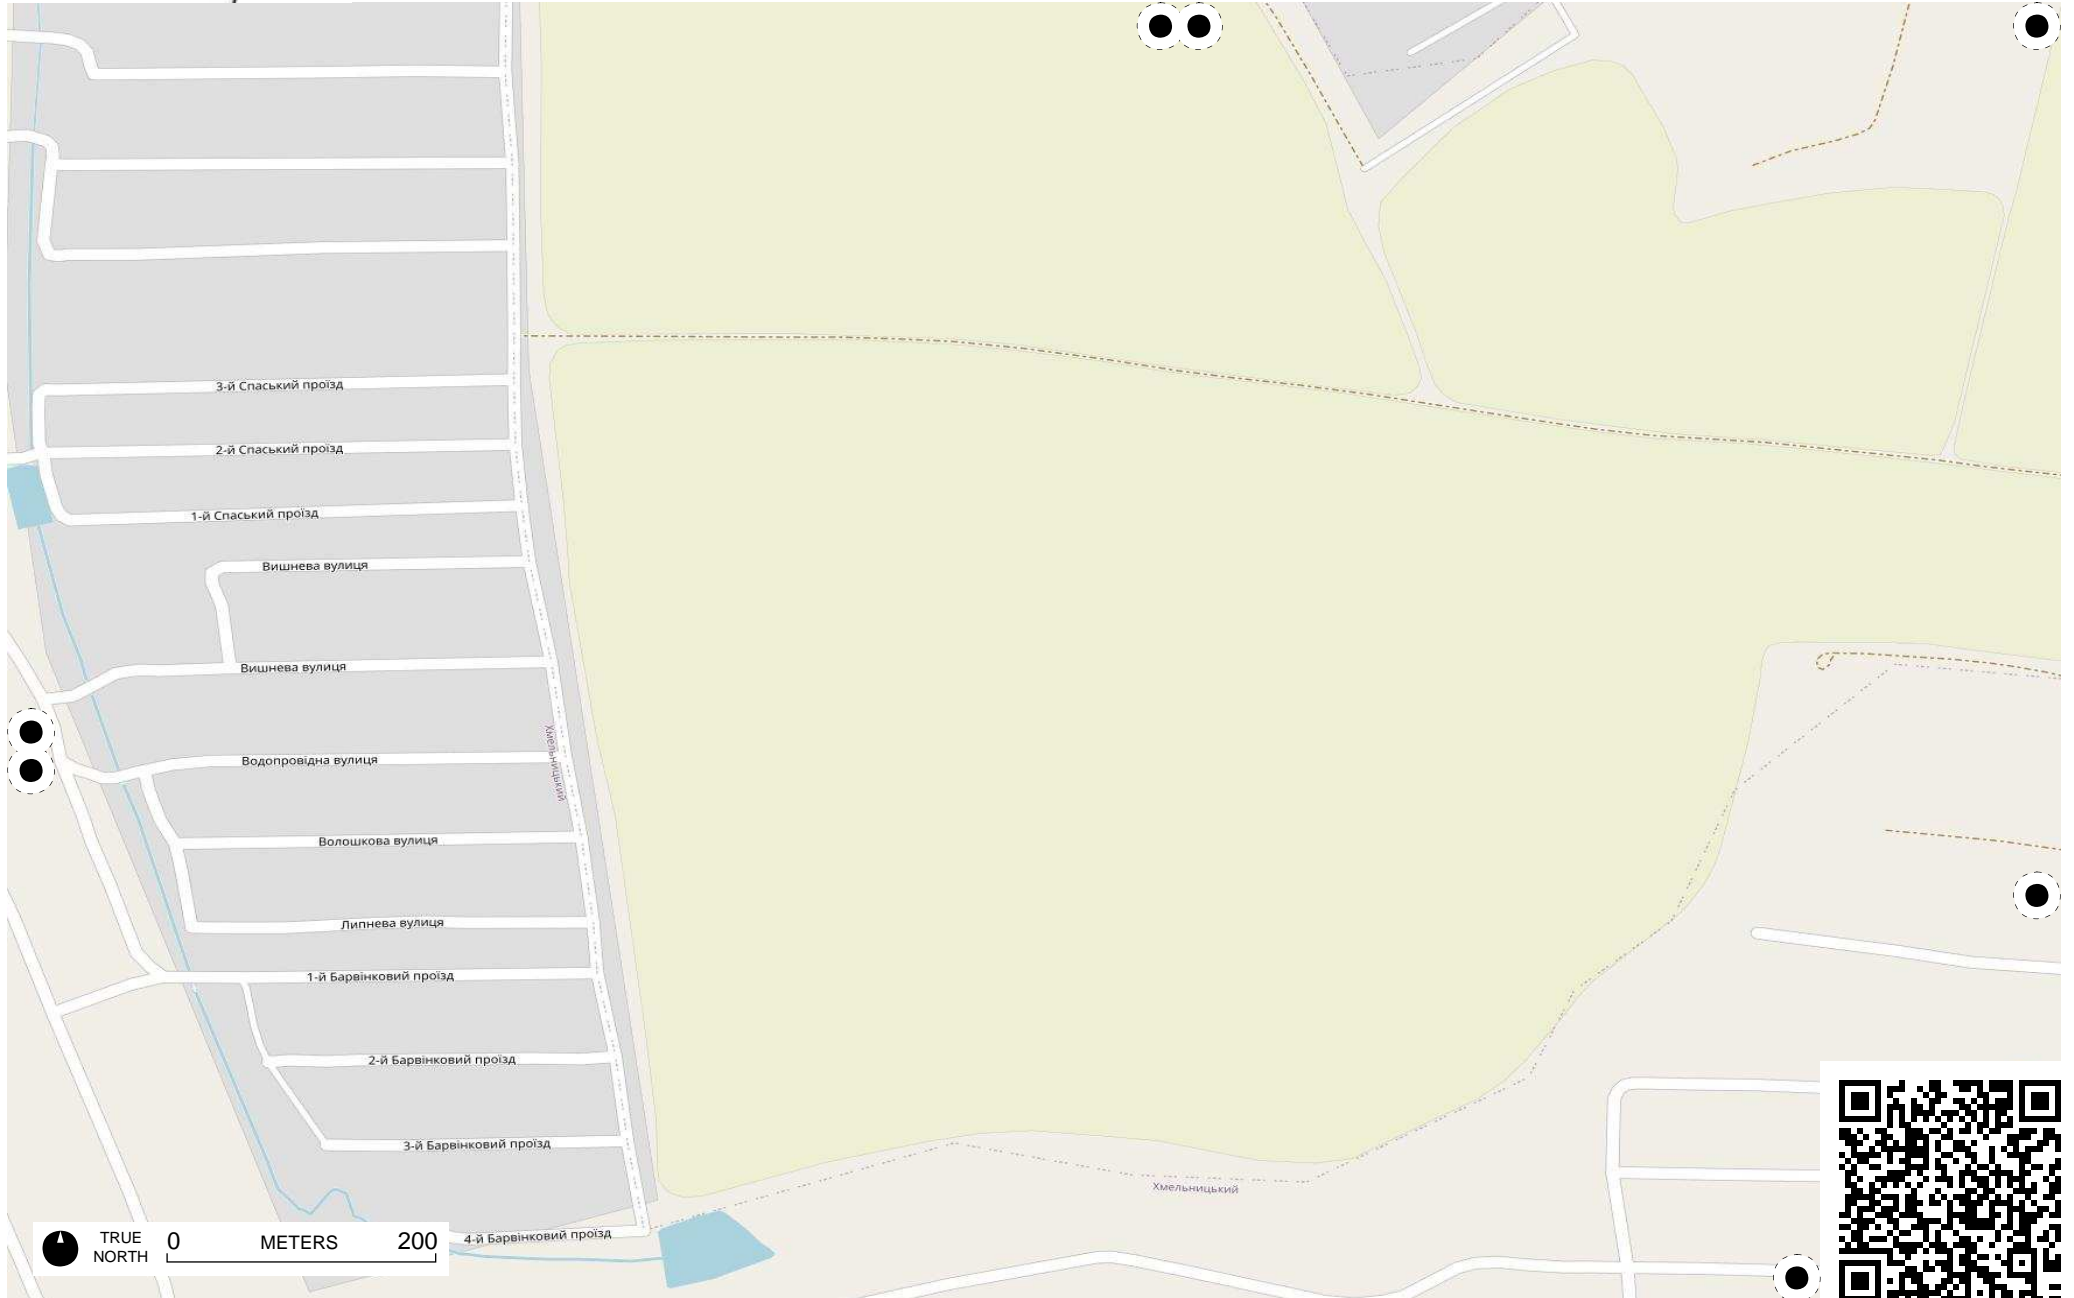 3-й Спаський проїзд
2-й Спаський проїзд
1-й Спаський проїзд
Вишнева вулиця
Вишнева вулиця
Хмельницький
Водопровідна вулиця
Волошкова вулиця
Липнева вулиця
1-й Барвінковий проїзд
2-й Барвінковий проїзд
3-й Барвінковий проїзд
Хмельницький
4-й Барвінковий проїзд
TRUE NORTH
0 METERS 200